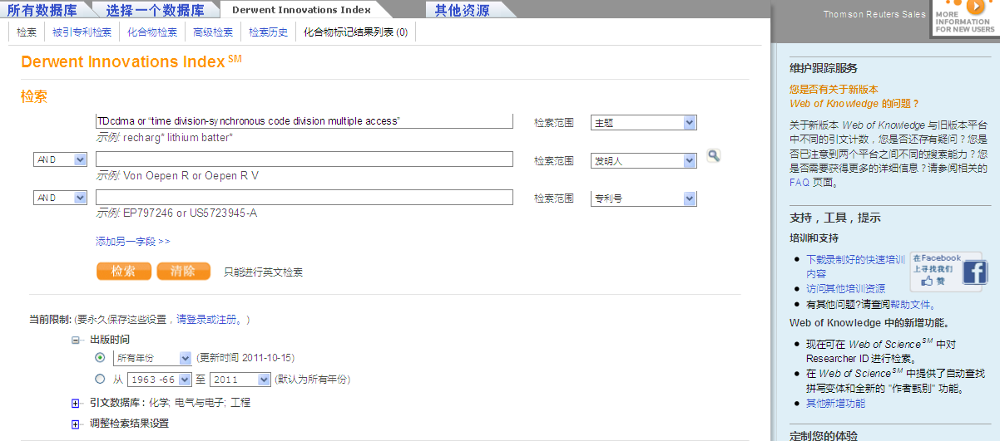 所有数据库 选择一个数据库 Derwent Innovations Index 其他资源
Thomson Reuters Sales
MORE
INFORMATION
FOR NEW USERS
检索 被引专利检索 化合物检索 高级检索 检索历史 化合物标记结果列表 (0)
Derwent Innovations Index SM
检索
TDcdma or “time division-synchronous code division multiple access” 检索范围 主题
示例: recharg* lithium batter*
AND 检索范围 发明人
示例: Von Oepen R or Oepen R V
AND 检索范围 专利号
示例: EP797246 or US5723945-A
添加另一字段 >>
检索 清除 只能进行英文检索
当前限制: (要永久保存这些设置，请登录或注册。)
出版时间
所有年份 (更新时间 2011-10-15)
从 1963 -66 至 2011 (默认为所有年份)
引文数据库 : 化学; 电气与电子; 工程
调整检索结果设置
维护跟踪服务
您是否有关于新版本
Web of Knowledge 的问题？
关于新版本 Web of Knowledge 与旧版本平台
中不同的引文计数，您是否还存有疑问？您是
否已注意到两个平台之间不同的搜索能力？您
是否需要获得更多的详细信息？请参阅相关的
FAQ 页面。
支持，工具，提示
培训和支持
下载录制好的快速培训
内容
访问其他培训资源
有其他问题?请查阅帮助文件。
在Facebook
上寻找我们
赞
Web of Knowledge 中的新增功能。
现在可在 Web of Science SM 中对
Researcher ID 进行检索。
在 Web of Science SM 中提供了自动查找
拼写变体和全新的 "作者甄别" 功能。
其他新增功能
定制您的体验